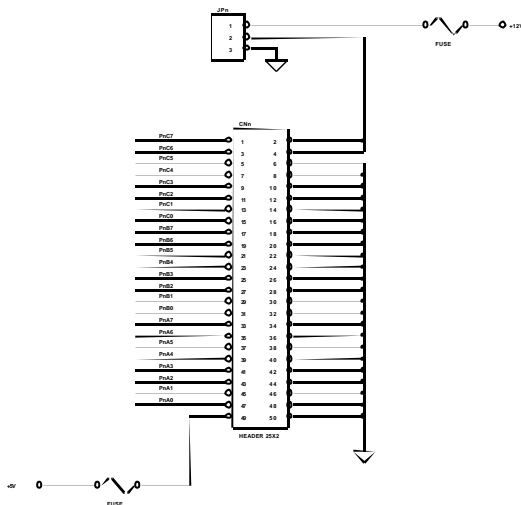 JPn
1
+12V
2
3
FUSE
CNn
PnC7 1 2
PnC6 3 4
PnC5 5 6
PnC4 7 8
PnC3 9 10
PnC2 11 12
PnC1 13 14
PnC0 15 16
PnB7 17 18
PnB6 19 20
PnB5 21 22
PnB4 23 24
PnB3 25 26
PnB2 27 28
PnB1 29 30
PnB0 31 32
PnA7 33 34
PnA6 35 36
PnA5 37 38
PnA4 39 40
PnA3 41 42
PnA2 43 44
PnA1 45 46
PnA0 47 48
49 50
HEADER 25X2
+5V
FUSE